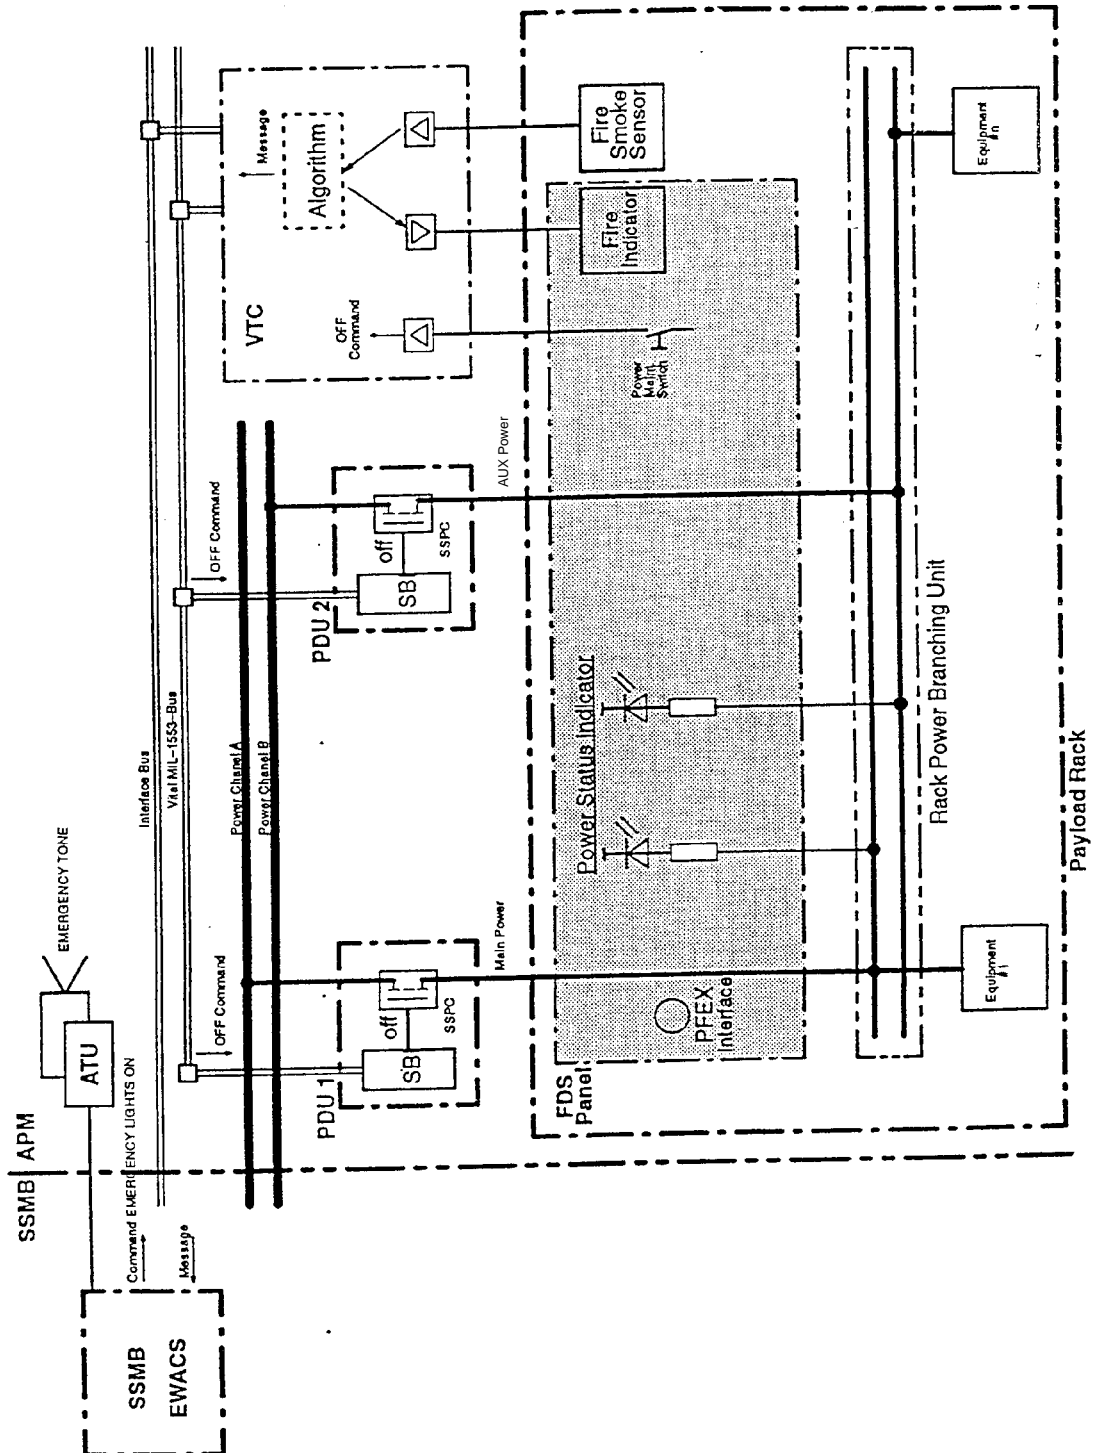 SSMB
APM
SSMB
EWACS
Command EMERGENCY LIGHTS ON
Message
ATU
EMERGENCY TONE
Interface Bus
Vital MIL-1553-Bus
Power Chanel A
Power Chanel B
OFF Command
OFF Command
PDU 1
SB
off
SSPC
Main Power
PDU 2
SB
off
SSPC
AUX Power
VTC
OFF
Command
Message
Algorithm
FDS
Panel
PFEX
Interface
Power Status Indicator
Power
Maint.
Switch
Fire
Indicator
Fire
Smoke
Sensor
Equipment
#1
Rack Power Branching Unit
Equipment
#n
Payload Rack